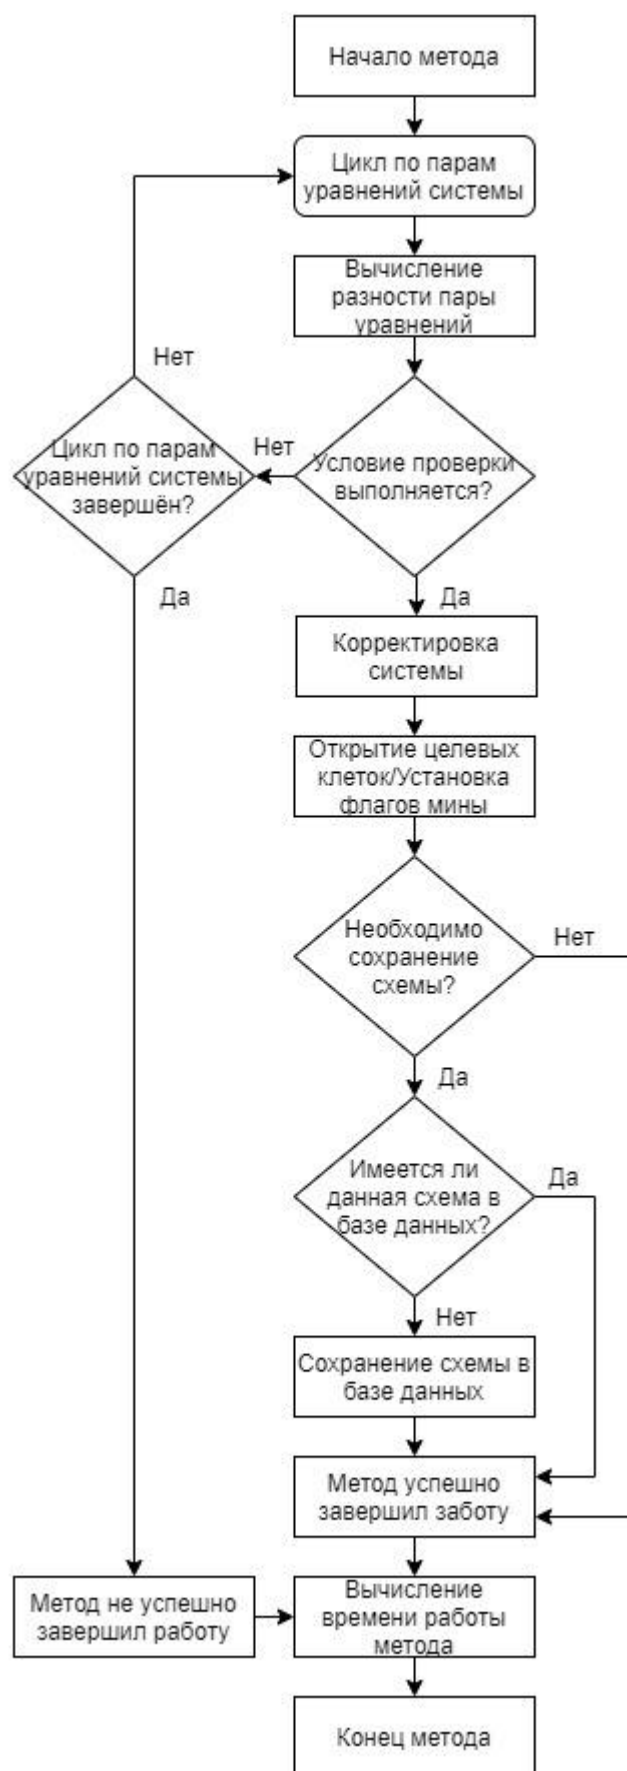 Начало метода
Цикл по парам
уравнений системы
Вычисление
разности пары
уравнений
Нет
Цикл по парам
уравнений системы
завершён?
Нет
Условие проверки
выполняется?
Да
Да
Корректировка
системы
Открытие целевых
клеток/Установка
флагов мины
Необходимо
сохранение
схемы?
Нет
Да
Имеется ли
данная схема в
базе данных?
Да
Нет
Сохранение схемы в
базе данных
Метод успешно
завершил заботу
Метод не успешно
завершил работу
Вычисление
времени работы
метода
Конец метода